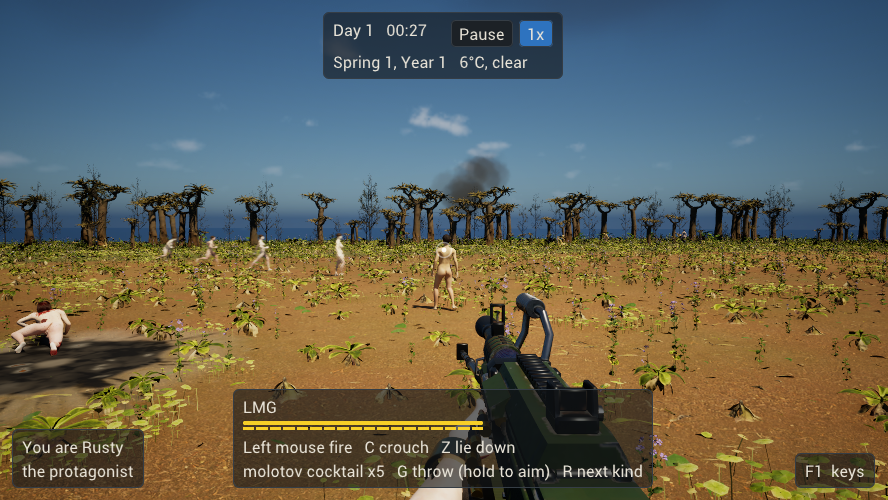 Day 1 00:27 Pause 1x
Spring 1, Year 1 6°C, clear
LMG
Left mouse fire C crouch Z lie down
molotov cocktail x5 G throw (hold to aim) R next kind
You are Rusty
the protagonist
F1 keys